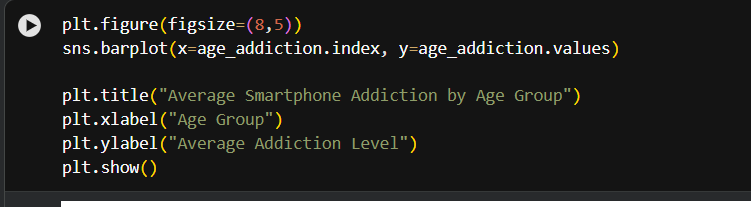 plt.figure(figsize=(8,5))
sns.barplot(x=age_addiction.index, y=age_addiction.values)
plt.title("Average Smartphone Addiction by Age Group")
plt.xlabel("Age Group")
plt.ylabel("Average Addiction Level")
plt.show()